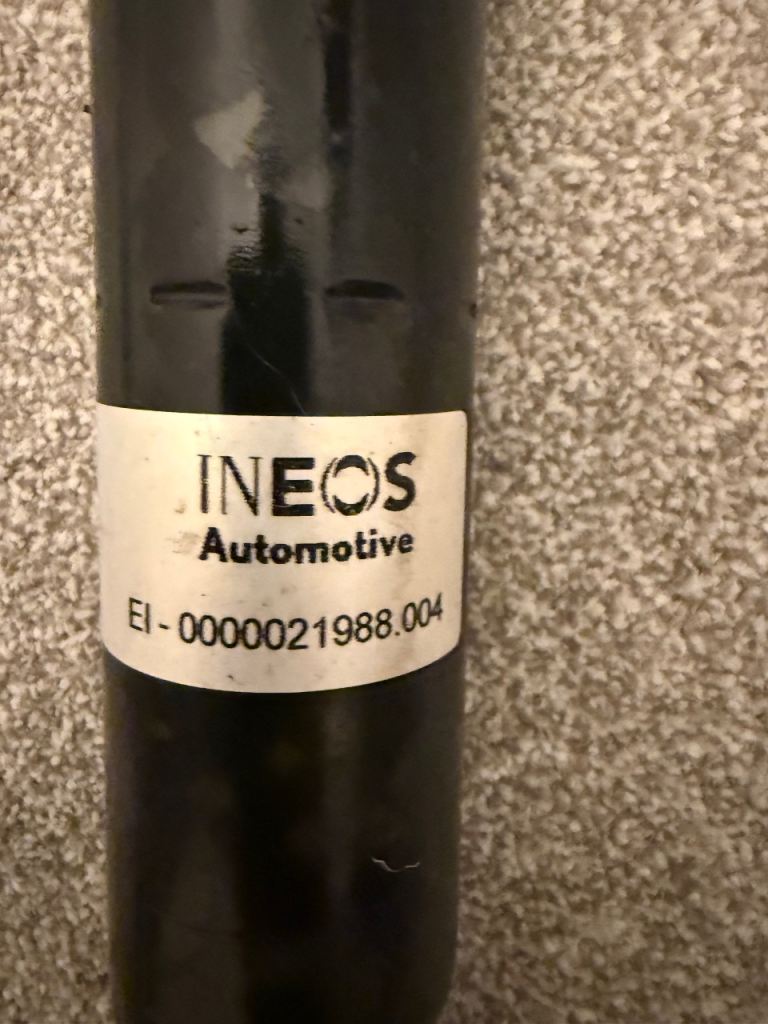 INEOS
Automotive
EI - 0000021988.004